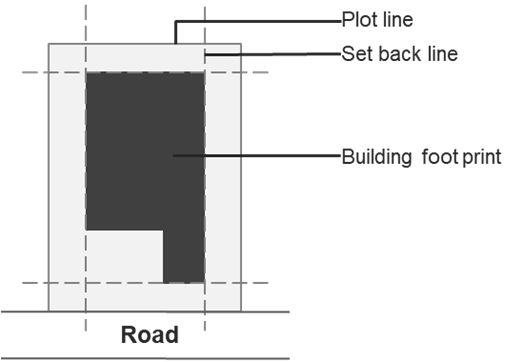 Plot line
Set back line
Building foot print
Road